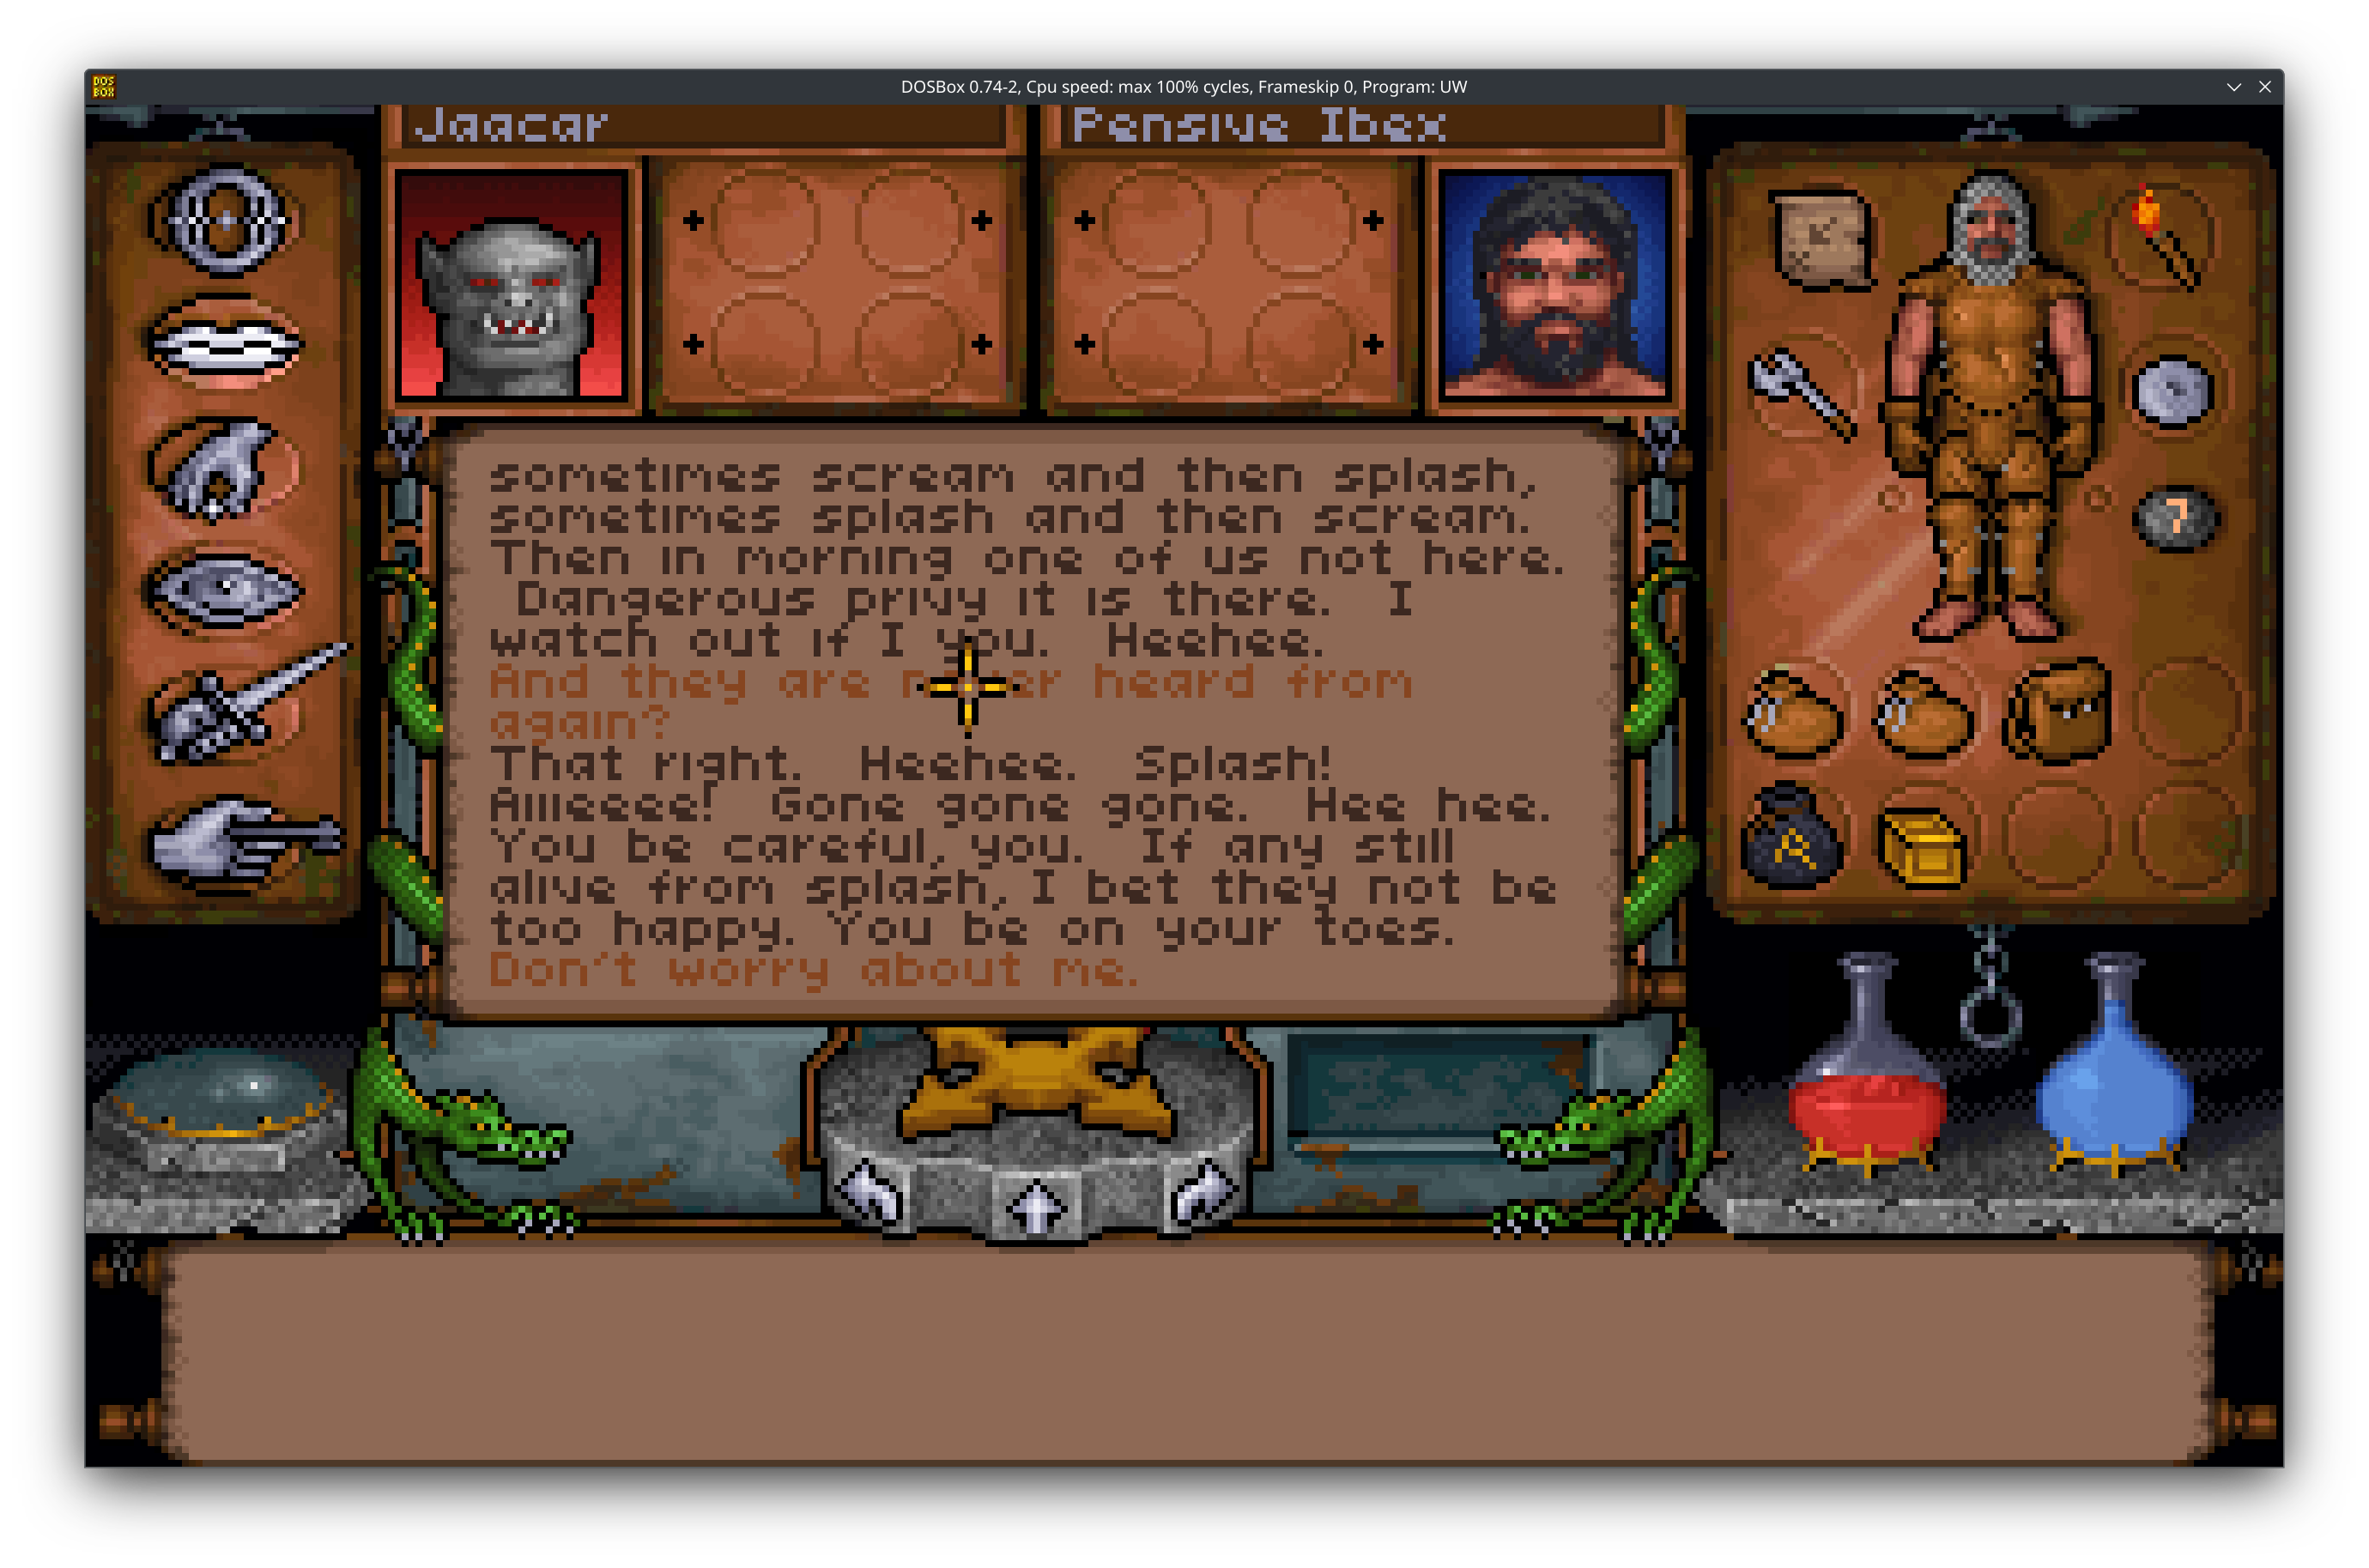 DOS
BOX
DOSBox 0.74-2, Cpu speed: max 100% cycles, Frameskip 0, Program: UW
Jaacar
Pensive Ibex
sometimes scream and then splash,
sometimes splash and then scream.
Then in morning one of us not here.
Dangerous privy it is there.  I
watch out if I you.  Heehee.
And they are never heard from
again?
That right.  Heehee.  Splash!
Aiiieeee!  Gone gone gone.  Hee hee.
You be careful, you.  If any still
alive from splash, I bet they not be
too happy. You be on your toes.
Don't worry about me.